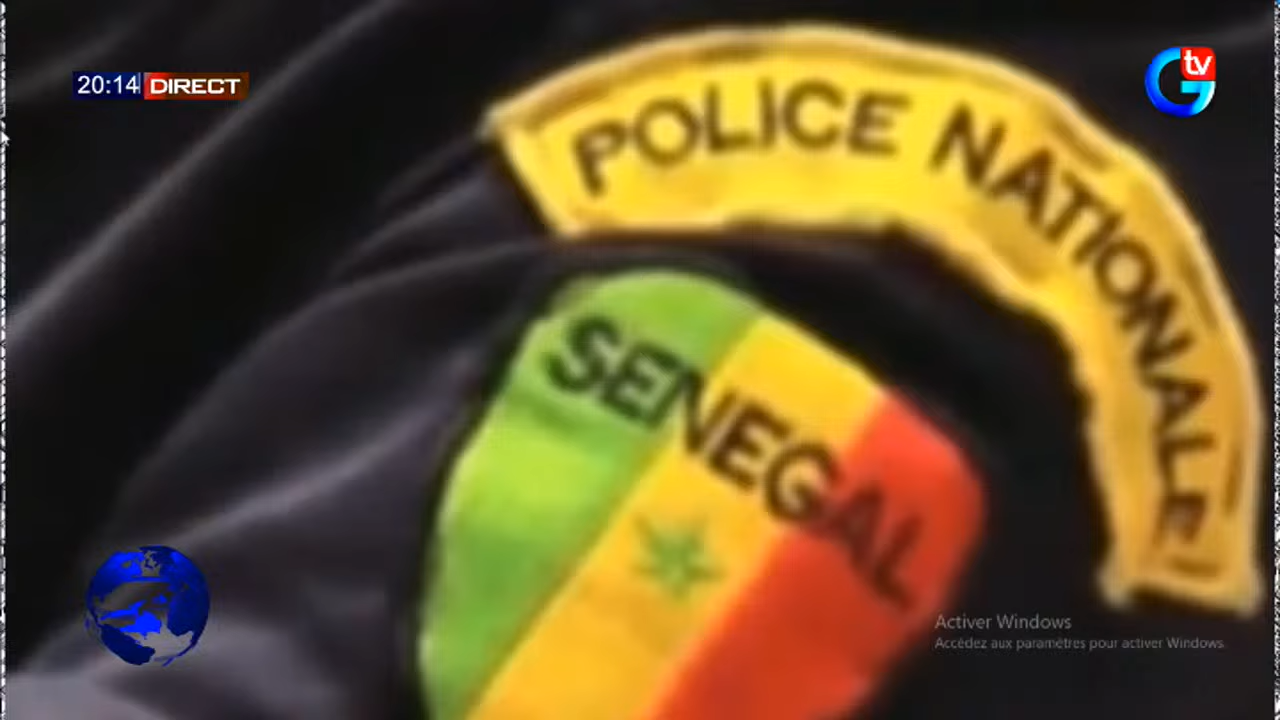 20:14 DIRECT
G tv
POLICE NATIONALE
SENEGAL
Activer Windows
Accédez aux paramètres pour activer Windows.